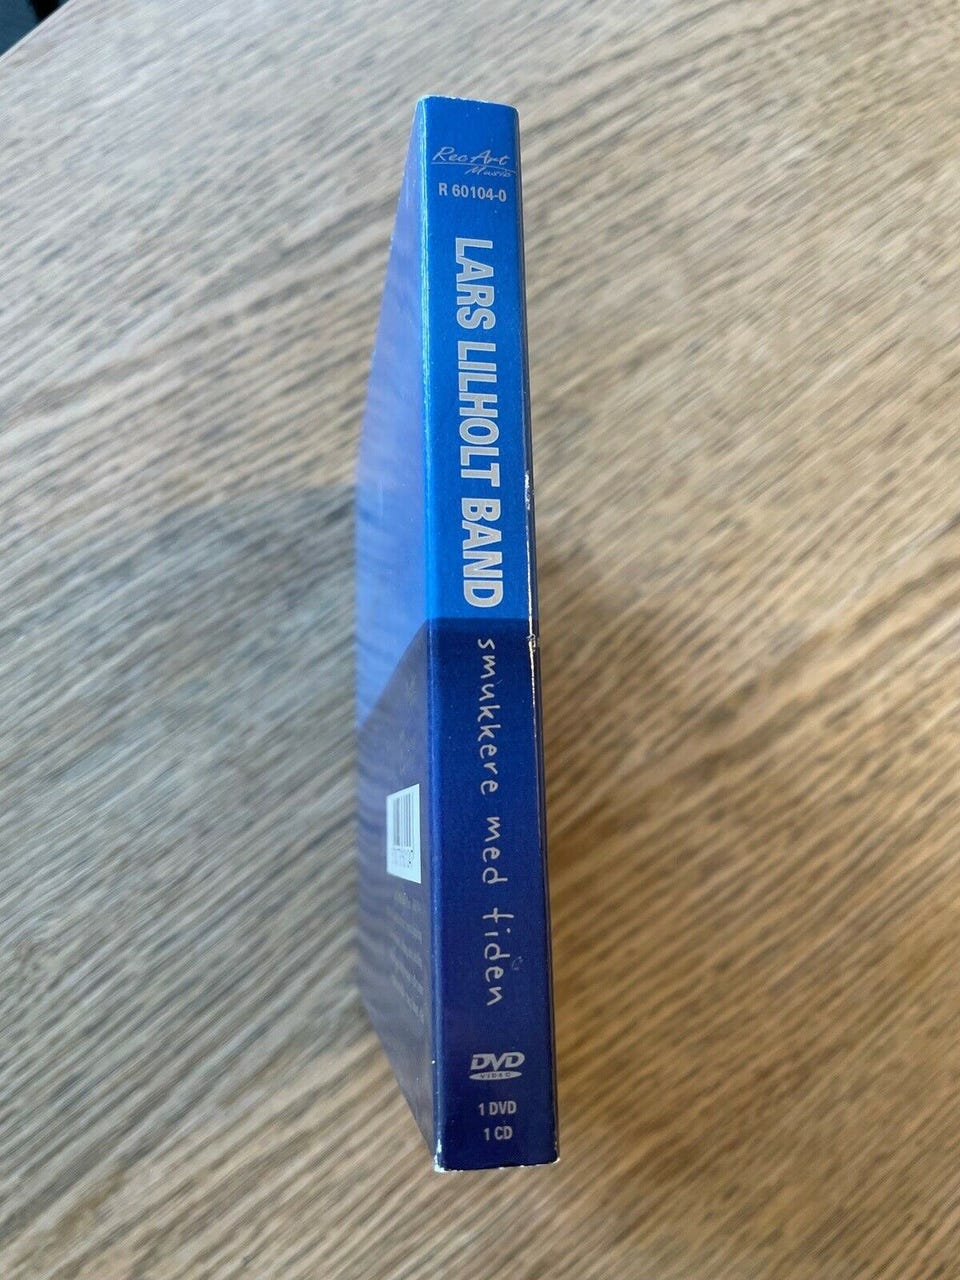 RecArt
Music
R 60104-0
LARS LILHOLT BAND
smukkere med tiden
DVD
VIDEO
1 DVD
1 CD